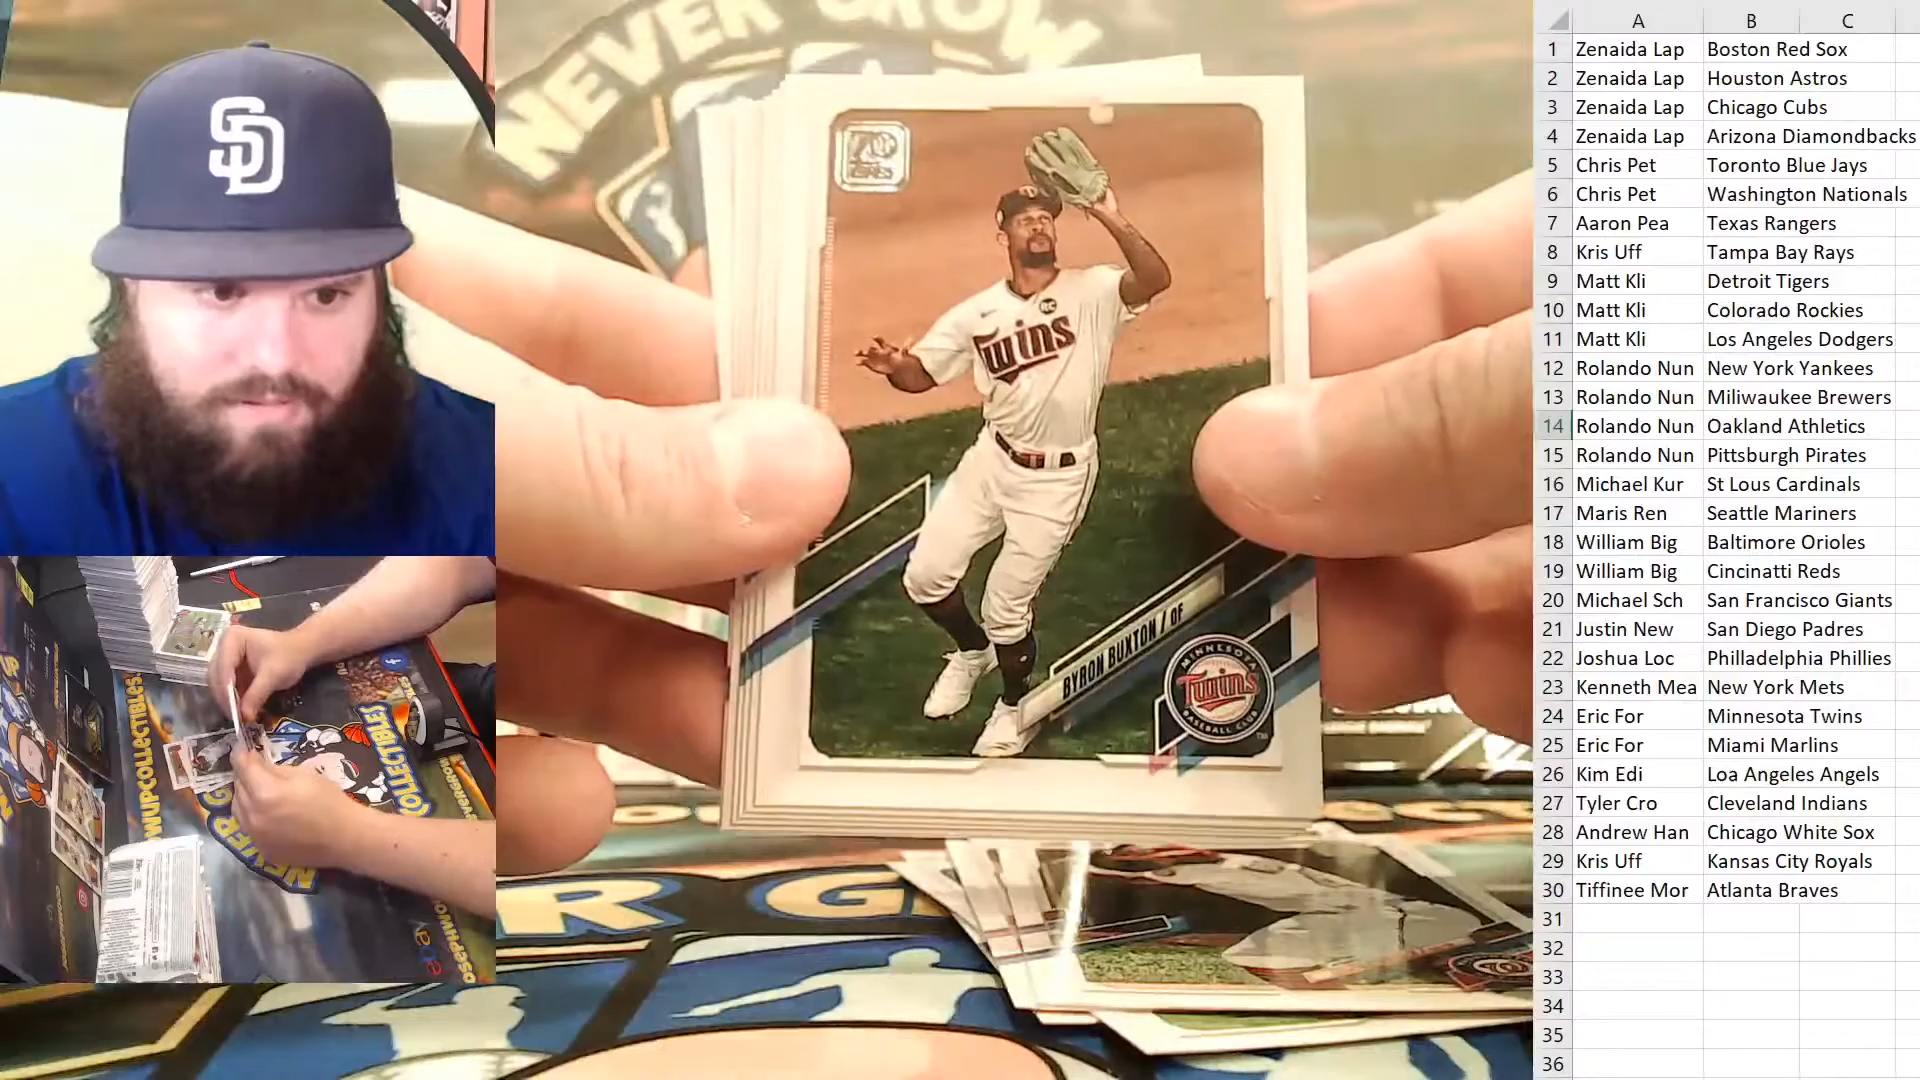 SD
NEVER GROW
70
TOPPS
Twins
BYRON BUXTON / OF
MINNESOTA
Twins
BASEBALL CLUB
R G
WUPCOLLECTIBLES
COLLECTIBLES
NEVER G
A B C
1 Zenaida Lap Boston Red Sox
2 Zenaida Lap Houston Astros
3 Zenaida Lap Chicago Cubs
4 Zenaida Lap Arizona Diamondbacks
5 Chris Pet Toronto Blue Jays
6 Chris Pet Washington Nationals
7 Aaron Pea Texas Rangers
8 Kris Uff Tampa Bay Rays
9 Matt Kli Detroit Tigers
10 Matt Kli Colorado Rockies
11 Matt Kli Los Angeles Dodgers
12 Rolando Nun New York Yankees
13 Rolando Nun Miliwaukee Brewers
14 Rolando Nun Oakland Athletics
15 Rolando Nun Pittsburgh Pirates
16 Michael Kur St Lous Cardinals
17 Maris Ren Seattle Mariners
18 William Big Baltimore Orioles
19 William Big Cincinatti Reds
20 Michael Sch San Francisco Giants
21 Justin New San Diego Padres
22 Joshua Loc Philladelphia Phillies
23 Kenneth Mea New York Mets
24 Eric For Minnesota Twins
25 Eric For Miami Marlins
26 Kim Edi Loa Angeles Angels
27 Tyler Cro Cleveland Indians
28 Andrew Han Chicago White Sox
29 Kris Uff Kansas City Royals
30 Tiffinee Mor Atlanta Braves
31
32
33
34
35
36